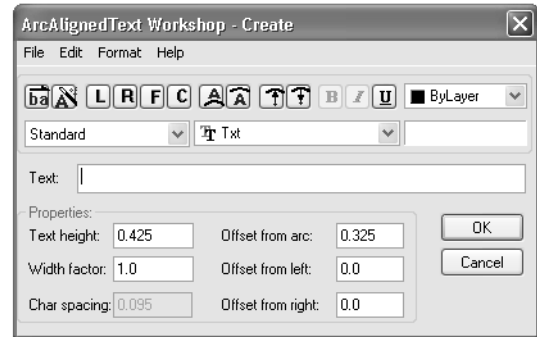 ArcAlignedText Workshop - Create
File Edit Format Help
ba A L R F C A A T T B I U ByLayer
Standard Txt
Text:
Properties:
Text height: 0.425 Offset from arc: 0.325 OK
Width factor: 1.0 Offset from left: 0.0 Cancel
Char spacing: 0.095 Offset from right: 0.0